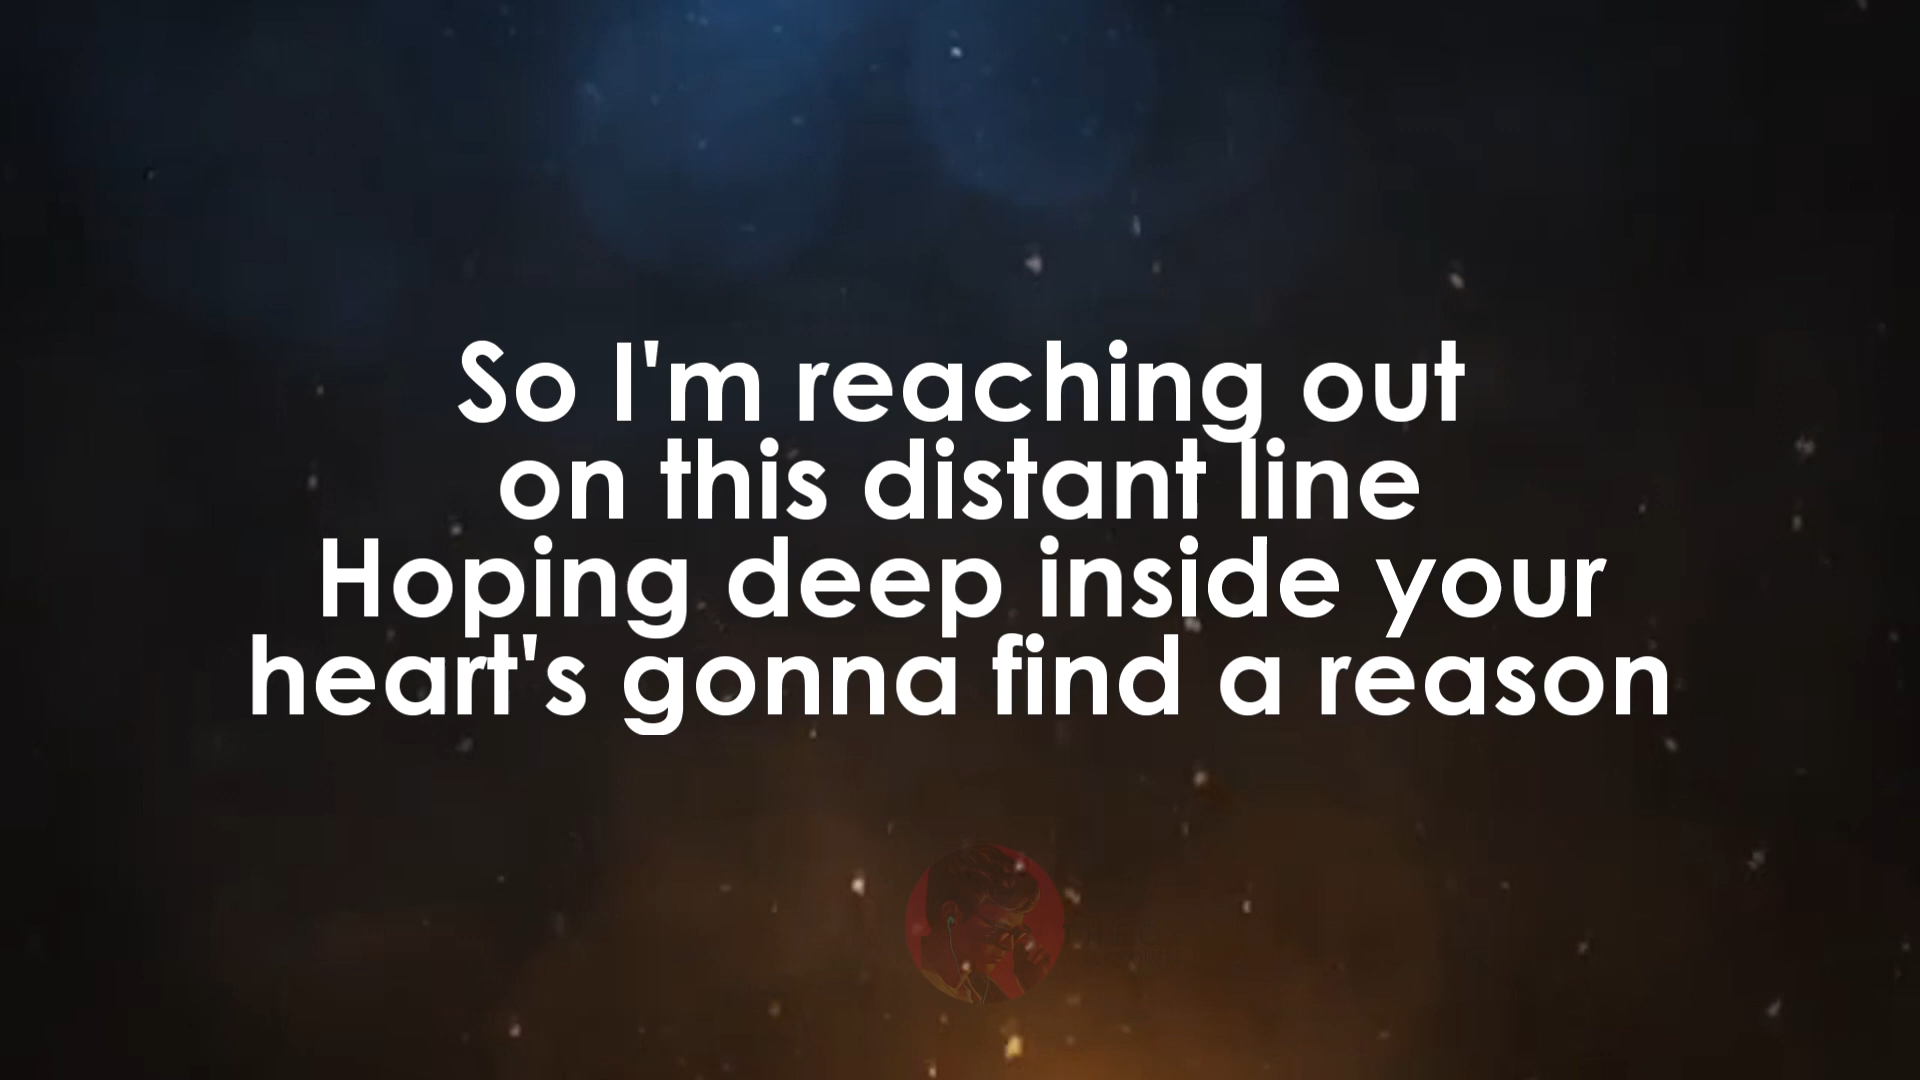 So I'm reaching out
on this distant line
Hoping deep inside your
heart's gonna find a reason